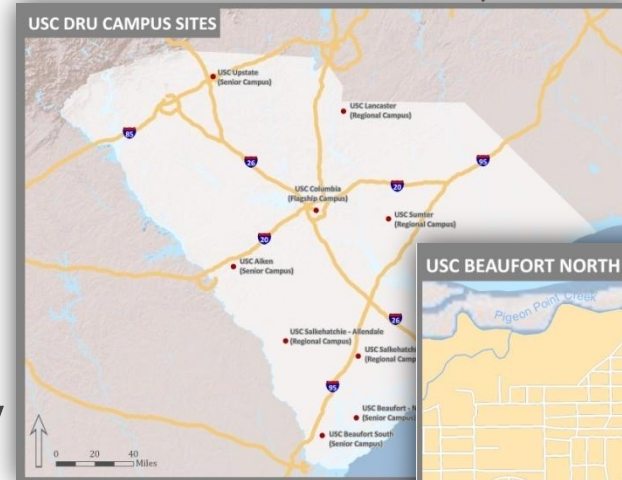 USC DRU CAMPUS SITES
USC Upstate
(Senior Campus)
USC Lancaster
(Regional Campus)
85
26
95
20
USC Columbia
(Flagship Campus)
USC Sumter
(Regional Campus)
20
USC Aiken
(Senior Campus)
USC BEAUFORT NORTH
Pigeon Point Creek
26
USC Salkehatchie - Allendale
(Regional Campus)
USC Salkehatch
(Regional Camp
95
USC Beaufort - N
(Senior Campus
USC Beaufort South
(Senior Campus)
0 20 40
Miles